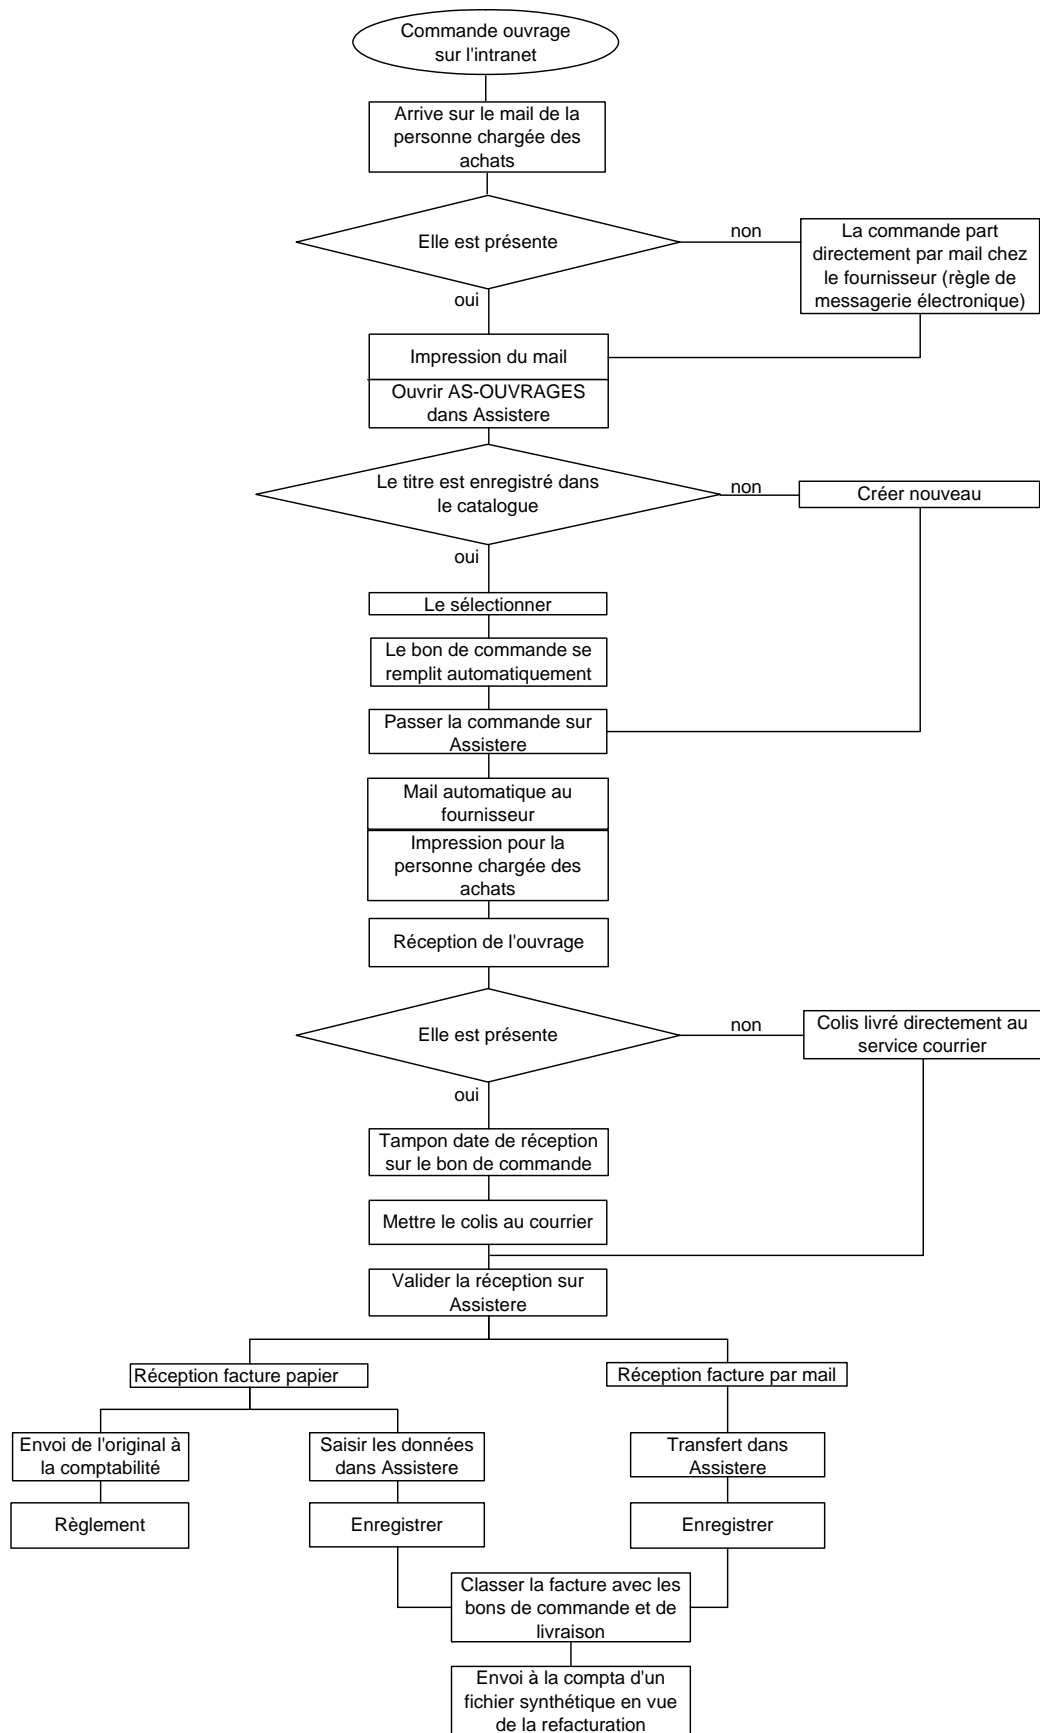 Commande ouvrage
sur l'intranet
Arrive sur le mail de la
personne chargée des
achats
Elle est présente
non
La commande part
directement par mail chez
le fournisseur (règle de
messagerie électronique)
oui
Impression du mail
Ouvrir AS-OUVRAGES
dans Assistere
Le titre est enregistré dans
le catalogue
non
Créer nouveau
oui
Le sélectionner
Le bon de commande se
remplit automatiquement
Passer la commande sur
Assistere
Mail automatique au
fournisseur
Impression pour la
personne chargée des
achats
Réception de l'ouvrage
Elle est présente
non
Colis livré directement au
service courrier
oui
Tampon date de réception
sur le bon de commande
Mettre le colis au courrier
Valider la réception sur
Assistere
Réception facture papier
Réception facture par mail
Envoi de l'original à
la comptabilité
Saisir les données
dans Assistere
Transfert dans
Assistere
Règlement
Enregistrer
Enregistrer
Classer la facture avec les
bons de commande et de
livraison
Envoi à la compta d'un
fichier synthétique en vue
de la refacturation